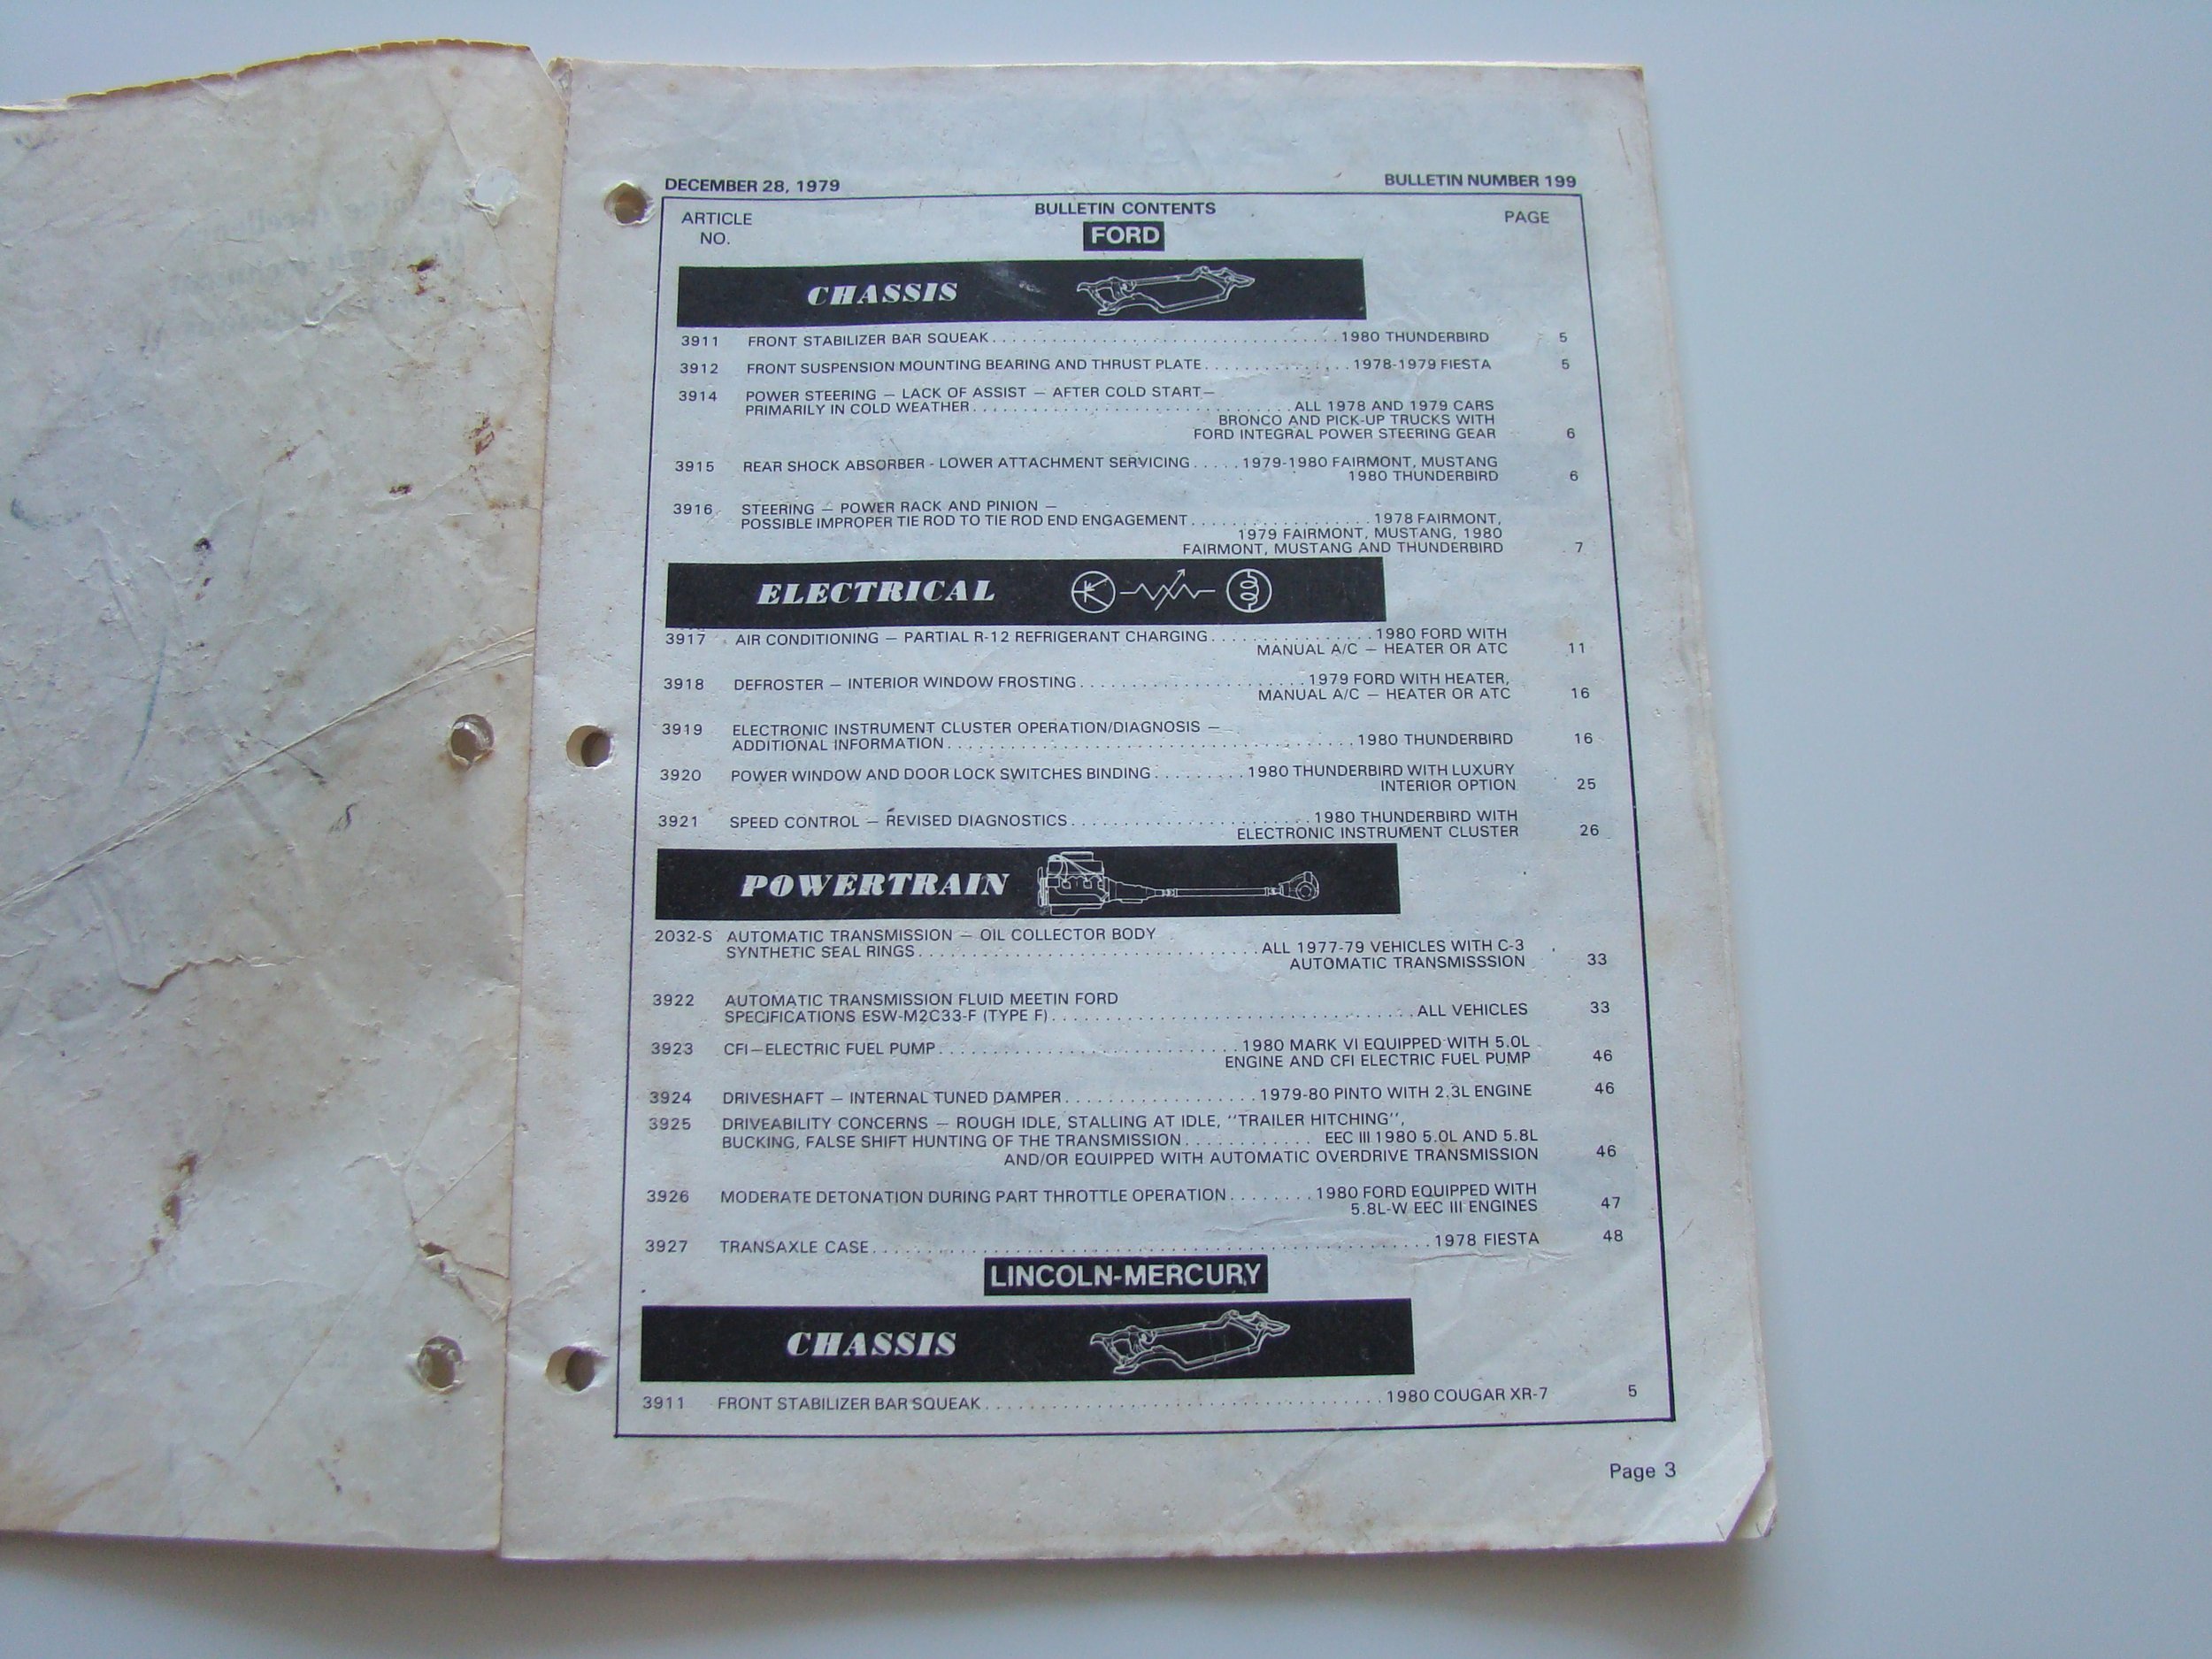 DECEMBER 28, 1979 BULLETIN NUMBER 199
ARTICLE NO. BULLETIN CONTENTS PAGE
FORD
CHASSIS
3911 FRONT STABILIZER BAR SQUEAK. . . . . . . . . . . . . . . . . . . . . . . . . . . . . . . . . . .1980 THUNDERBIRD 5
3912 FRONT SUSPENSION MOUNTING BEARING AND THRUST PLATE . . . . . . . . . . . . . . .1978-1979 FIESTA 5
3914 POWER STEERING — LACK OF ASSIST — AFTER COLD START—
PRIMARILY IN COLD WEATHER . . . . . . . . . . . . . . . . . . . . . . . . . . . . . . . . .ALL 1978 AND 1979 CARS
BRONCO AND PICK-UP TRUCKS WITH
FORD INTEGRAL POWER STEERING GEAR 6
3915 REAR SHOCK ABSORBER - LOWER ATTACHMENT SERVICING . . . . .1979-1980 FAIRMONT, MUSTANG
1980 THUNDERBIRD 6
3916 STEERING — POWER RACK AND PINION —
POSSIBLE IMPROPER TIE ROD TO TIE ROD END ENGAGEMENT . . . . . . . . . . . . . . . . . .1978 FAIRMONT,
1979 FAIRMONT, MUSTANG, 1980
FAIRMONT, MUSTANG AND THUNDERBIRD 7
ELECTRICAL
3917 AIR CONDITIONING — PARTIAL R-12 REFRIGERANT CHARGING . . . . . . . . . . . . . . . .1980 FORD WITH
MANUAL A/C — HEATER OR ATC 11
3918 DEFROSTER — INTERIOR WINDOW FROSTING . . . . . . . . . . . . . . . . . . . . . .1979 FORD WITH HEATER,
MANUAL A/C — HEATER OR ATC 16
3919 ELECTRONIC INSTRUMENT CLUSTER OPERATION/DIAGNOSIS —
ADDITIONAL INFORMATION . . . . . . . . . . . . . . . . . . . . . . . . . . . . . . . . . . . . . . . .1980 THUNDERBIRD 16
3920 POWER WINDOW AND DOOR LOCK SWITCHES BINDING . . . . . . . . .1980 THUNDERBIRD WITH LUXURY
INTERIOR OPTION 25
3921 SPEED CONTROL — REVISED DIAGNOSTICS . . . . . . . . . . . . . . . . . . . . . . . .1980 THUNDERBIRD WITH
ELECTRONIC INSTRUMENT CLUSTER 26
POWERTRAIN
2032-S AUTOMATIC TRANSMISSION — OIL COLLECTOR BODY
SYNTHETIC SEAL RINGS . . . . . . . . . . . . . . . . . . . . . . . . . . . . . . . . . .ALL 1977-79 VEHICLES WITH C-3
AUTOMATIC TRANSMISSSION 33
3922 AUTOMATIC TRANSMISSION FLUID MEETIN FORD
SPECIFICATIONS ESW-M2C33-F (TYPE F) . . . . . . . . . . . . . . . . . . . . . . . . . . . . . . . . . . . .ALL VEHICLES 33
3923 CFI—ELECTRIC FUEL PUMP . . . . . . . . . . . . . . . . . . . . . . . . . . . . . .1980 MARK VI EQUIPPED WITH 5.0L
ENGINE AND CFI ELECTRIC FUEL PUMP 46
3924 DRIVESHAFT — INTERNAL TUNED DAMPER . . . . . . . . . . . . . . . . . . .1979-80 PINTO WITH 2.3L ENGINE 46
3925 DRIVEABILITY CONCERNS — ROUGH IDLE, STALLING AT IDLE, ''TRAILER HITCHING'',
BUCKING, FALSE SHIFT HUNTING OF THE TRANSMISSION . . . . . . . . . . . . EEC III 1980 5.0L AND 5.8L
AND/OR EQUIPPED WITH AUTOMATIC OVERDRIVE TRANSMISSION 46
3926 MODERATE DETONATION DURING PART THROTTLE OPERATION . . . . . . . .1980 FORD EQUIPPED WITH
5.8L-W EEC III ENGINES 47
3927 TRANSAXLE CASE. . . . . . . . . . . . . . . . . . . . . . . . . . . . . . . . . . . . . . . . . . . . . . . . . . . . . .1978 FIESTA 48
LINCOLN-MERCURY
CHASSIS
3911 FRONT STABILIZER BAR SQUEAK . . . . . . . . . . . . . . . . . . . . . . . . . . . . . . . . . . . . . .1980 COUGAR XR-7 5
Page 3